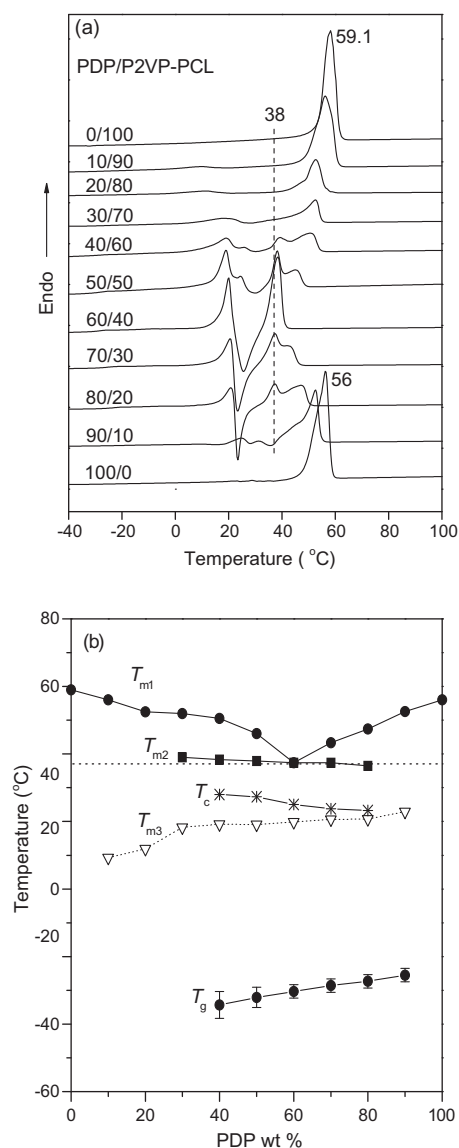 (a)
59.1
PDP/P2VP-PCL
38
0/100
10/90
20/80
30/70
40/60
50/50
60/40
70/30
80/20
56
90/10
100/0
Endo
-40 -20 0 20 40 60 80 100
Temperature ( °C)
(b)
80
60
40
20
0
-20
-40
-60
Tm1
Tm2
Tc
Tm3
Tg
Temperature (°C)
0 20 40 60 80 100
PDP wt %